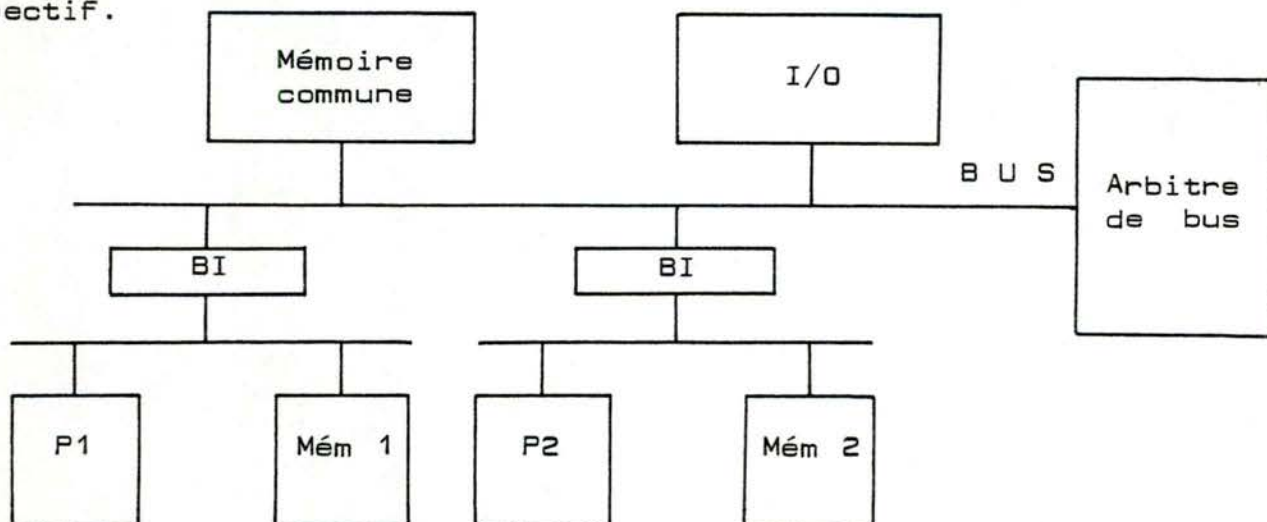 ectif.
Mémoire
commune
I/O
B U S
Arbitre
de bus
BI
BI
P1
Mém 1
P2
Mém 2